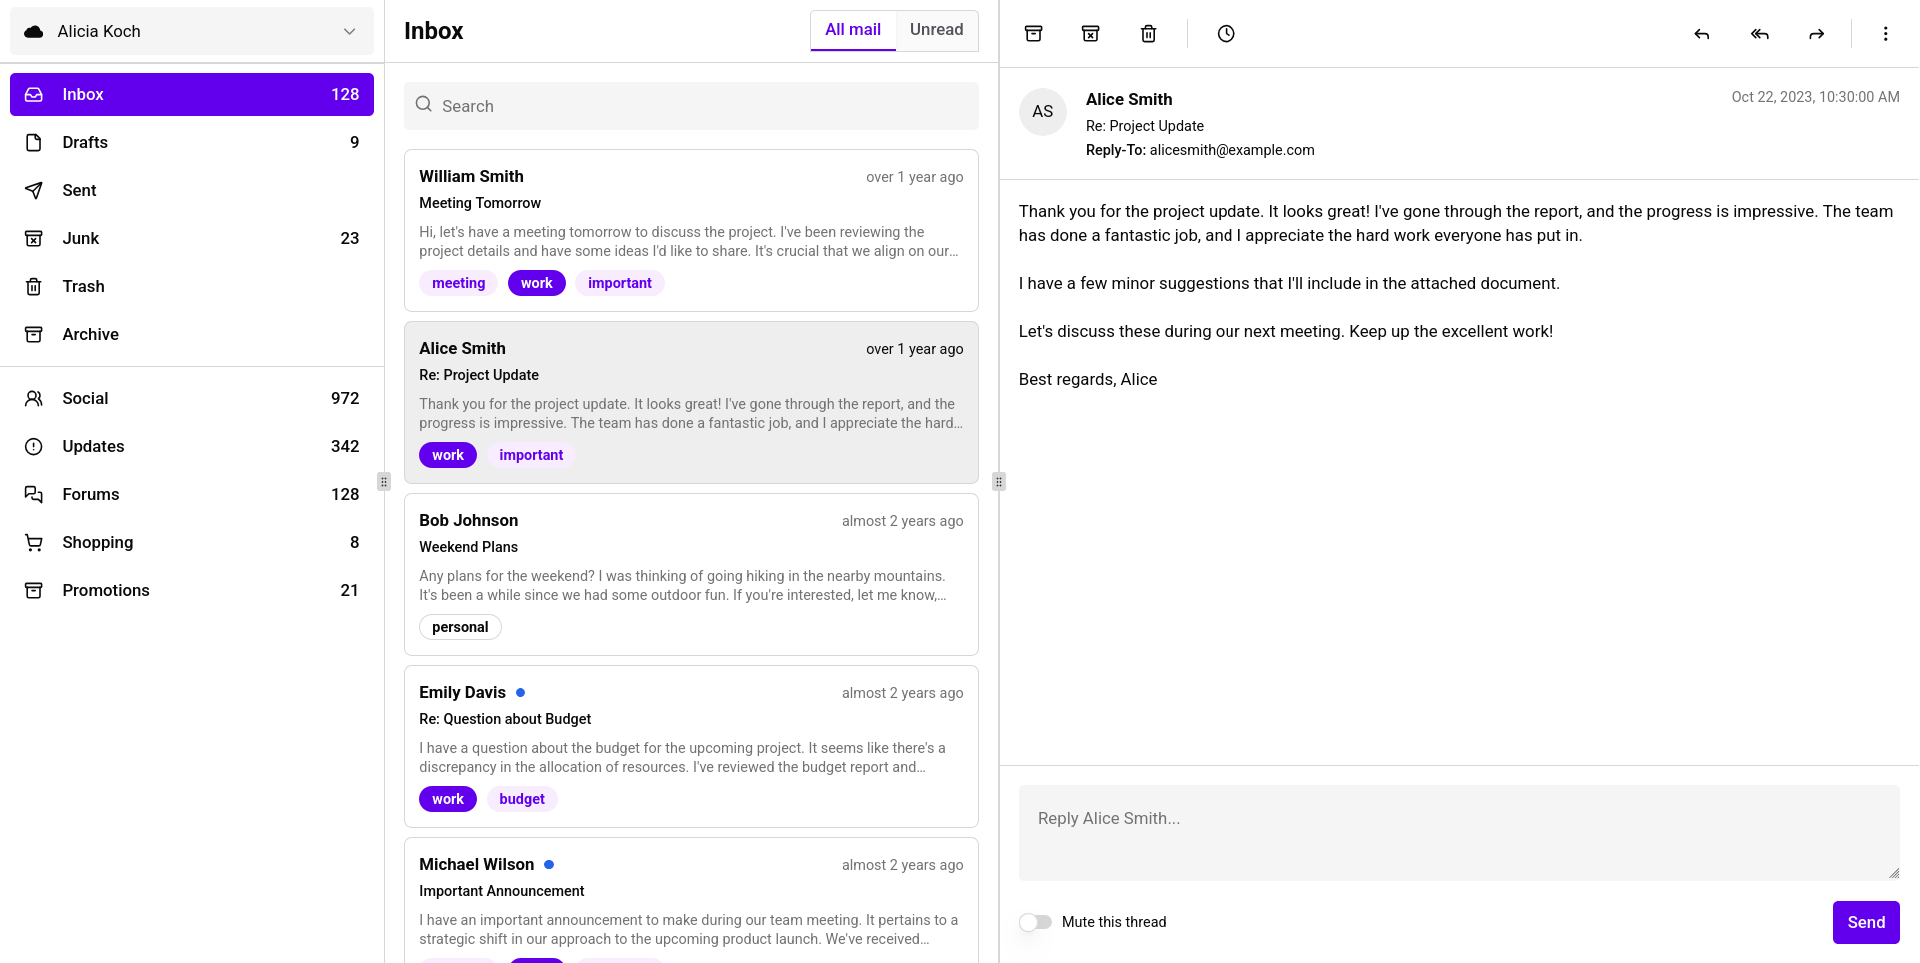 Alicia Koch
Inbox 128
Drafts 9
Sent
Junk 23
Trash
Archive
Social 972
Updates 342
Forums 128
Shopping 8
Promotions 21
Inbox
All mail Unread
Search
William Smith over 1 year ago
Meeting Tomorrow
Hi, let's have a meeting tomorrow to discuss the project. I've been reviewing the
project details and have some ideas I'd like to share. It's crucial that we align on our...
meeting work important
Alice Smith over 1 year ago
Re: Project Update
Thank you for the project update. It looks great! I've gone through the report, and the
progress is impressive. The team has done a fantastic job, and I appreciate the hard...
work important
Bob Johnson almost 2 years ago
Weekend Plans
Any plans for the weekend? I was thinking of going hiking in the nearby mountains.
It's been a while since we had some outdoor fun. If you're interested, let me know,...
personal
Emily Davis almost 2 years ago
Re: Question about Budget
I have a question about the budget for the upcoming project. It seems like there's a
discrepancy in the allocation of resources. I've reviewed the budget report and...
work budget
Michael Wilson almost 2 years ago
Important Announcement
I have an important announcement to make during our team meeting. It pertains to a
strategic shift in our approach to the upcoming product launch. We've received...
AS
Alice Smith Oct 22, 2023, 10:30:00 AM
Re: Project Update
Reply-To: alicesmith@example.com
Thank you for the project update. It looks great! I've gone through the report, and the progress is impressive. The team
has done a fantastic job, and I appreciate the hard work everyone has put in.
I have a few minor suggestions that I'll include in the attached document.
Let's discuss these during our next meeting. Keep up the excellent work!
Best regards, Alice
Reply Alice Smith...
Mute this thread
Send